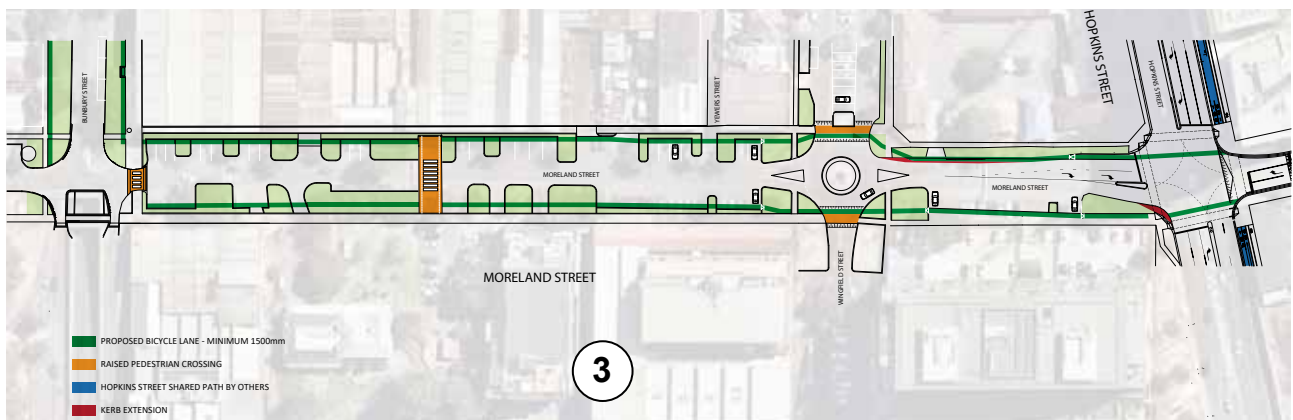 HOPKINS STREET
HOPKINS STREET
BUNBURY STREET
YEWERS STREET
MORELAND STREET
MORELAND STREET
WINGFIELD STREET
MORELAND STREET
PROPOSED BICYCLE LANE - MINIMUM 1500mm
RAISED PEDESTRIAN CROSSING
HOPKINS STREET SHARED PATH BY OTHERS
KERB EXTENSION
3